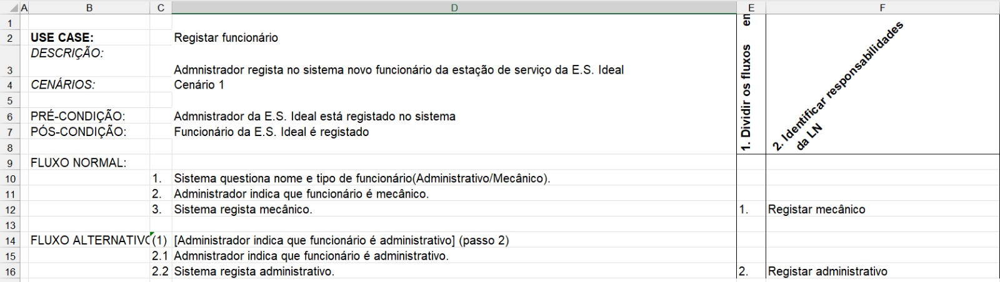 A B C D E F
1 1. Dividir os fluxos en 2. Identificar responsabilidades
da LN
2 USE CASE: Registar funcionário
DESCRIÇÃO:
3 Admnistrador regista no sistema novo funcionário da estação de serviço da E.S. Ideal
4 CENÁRIOS: Cenário 1
5
6 PRÉ-CONDIÇÃO: Admnistrador da E.S. Ideal está registado no sistema
7 PÓS-CONDIÇÃO: Funcionário da E.S. Ideal é registado
8
9 FLUXO NORMAL:
10 1. Sistema questiona nome e tipo de funcionário(Administrativo/Mecânico).
11 2. Administrador indica que funcionário é mecânico.
12 3. Sistema regista mecânico. 1. Registar mecânico
13
14 FLUXO ALTERNATIVO (1) [Administrador indica que funcionário é administrativo] (passo 2)
15 2.1 Admnistrador indica que funcionário é administrativo.
16 2.2 Sistema regista administrativo. 2. Registar administrativo